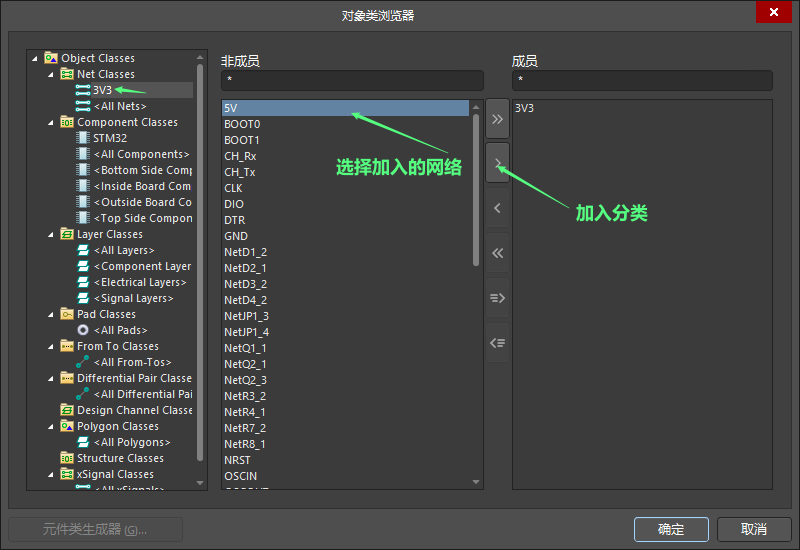 对象类浏览器
Object Classes
Net Classes
3V3
<All Nets>
Component Classes
STM32
<All Components>
<Bottom Side Comp
<Inside Board Com
<Outside Board Co
<Top Side Compon
Layer Classes
<All Layers>
<Component Layer
<Electrical Layers>
<Signal Layers>
Pad Classes
<All Pads>
From To Classes
<All From-Tos>
Differential Pair Classe
<All Differential Pai
Design Channel Classe
Polygon Classes
<All Polygons>
Structure Classes
xSignal Classes
<All xSignals>
非成员
*
5V
BOOT0
BOOT1
CH_Rx
CH_Tx
CLK
DIO
DTR
GND
NetD1_2
NetD2_1
NetD3_2
NetD4_2
NetJP1_3
NetJP1_4
NetQ1_1
NetQ2_1
NetQ2_3
NetR3_2
NetR4_1
NetR7_2
NetR8_1
NRST
OSCIN
选择加入的网络
成员
*
3V3
加入分类
元件类生成器 (G)...
确定
取消